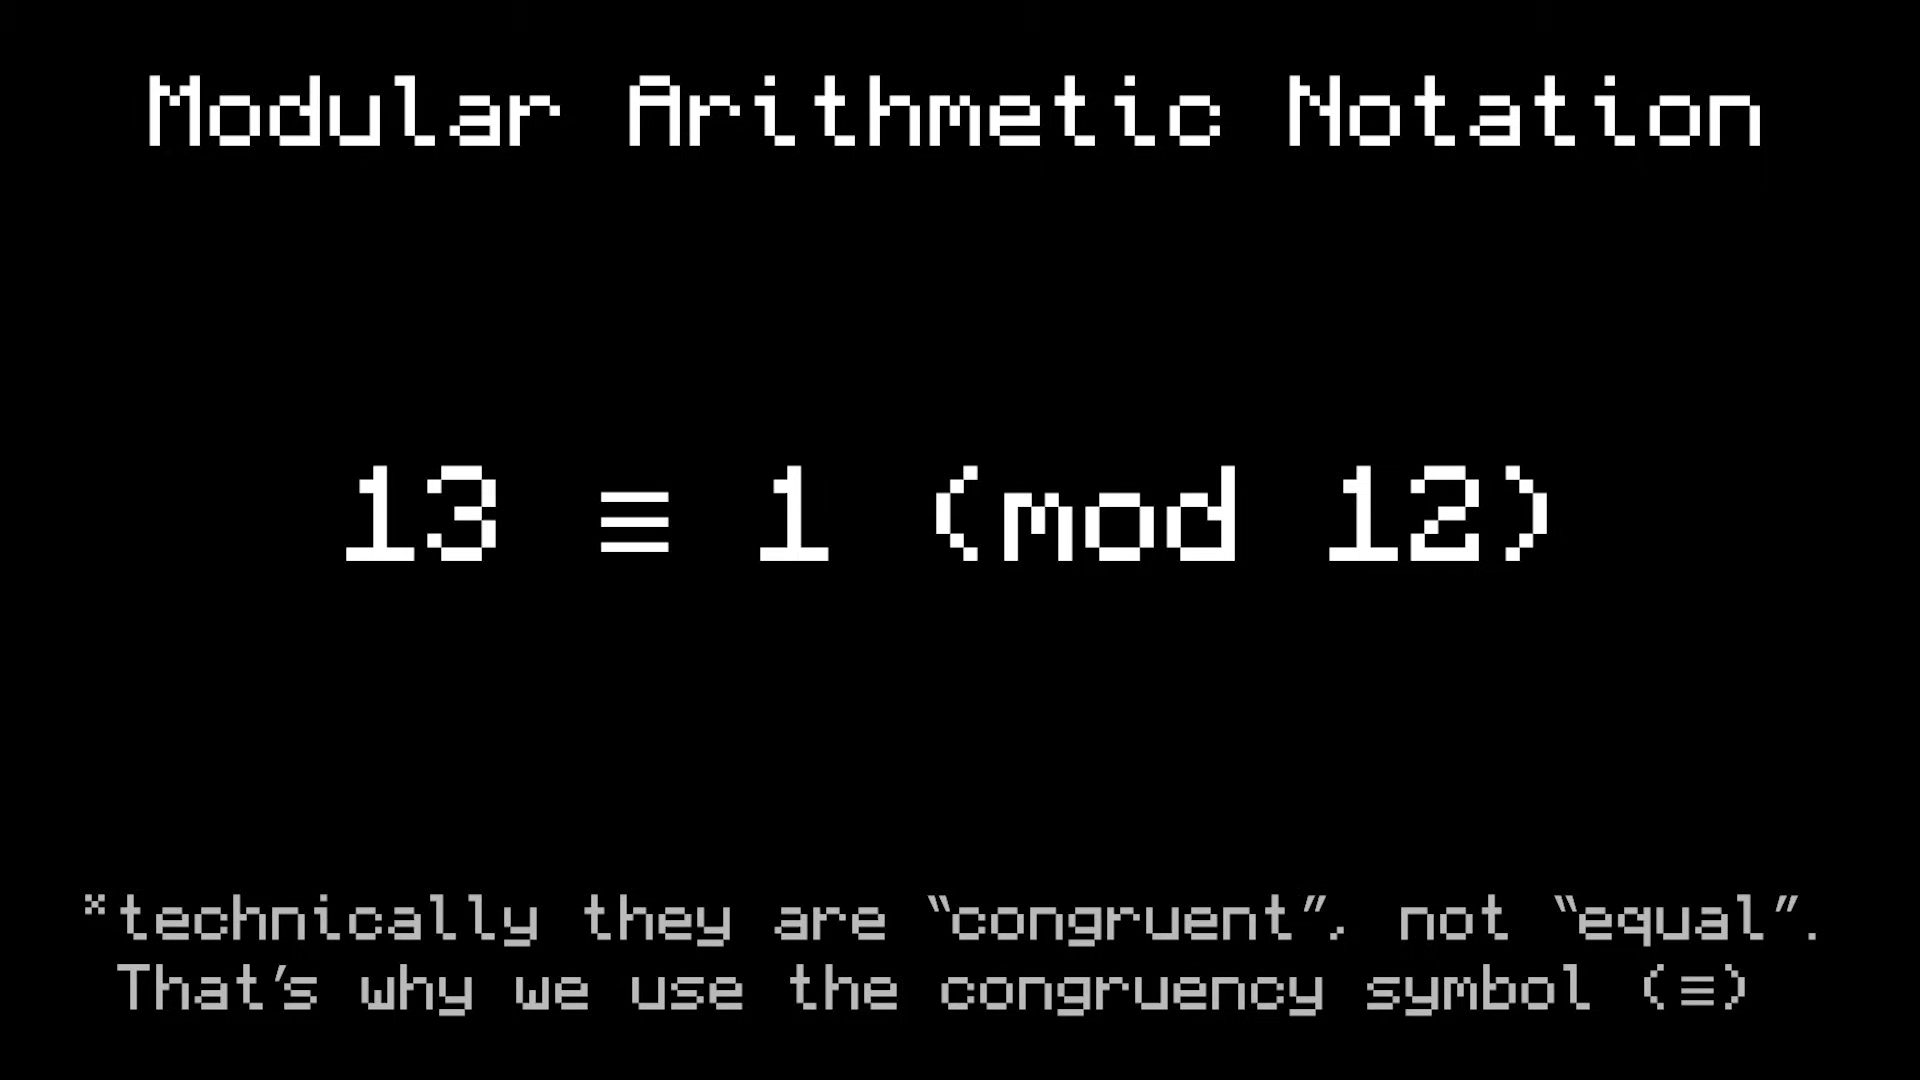 Modular Arithmetic Notation
13 ≡ 1 (mod 12)
*technically they are “congruent”, not “equal”.
That’s why we use the congruency symbol (≡)